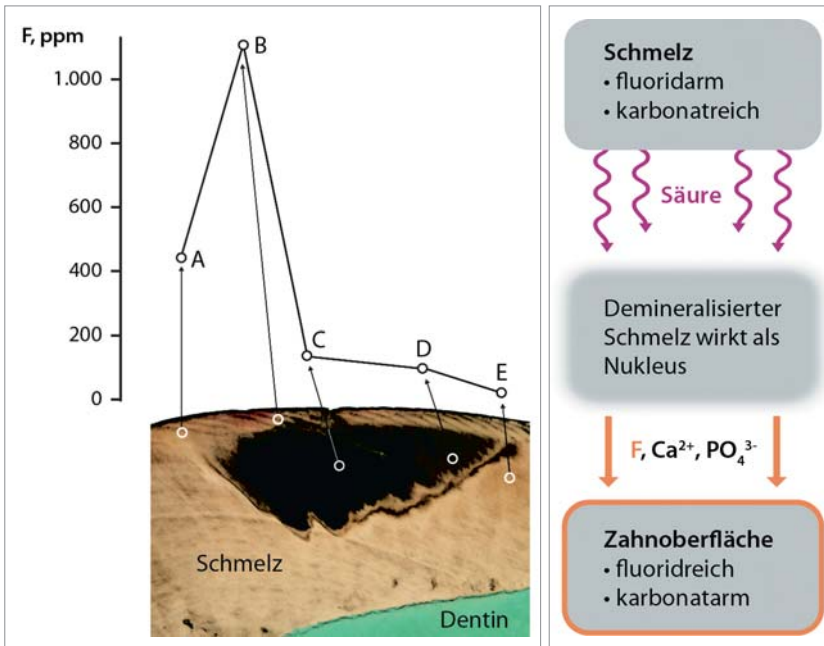 F, ppm
1.000
800
600
400
200
0
A
B
C
D
E
Schmelz
Dentin
Schmelz
• fluoridarm
• karbonatreich
Säure
Demineralisierter
Schmelz wirkt als
Nukleus
F, Ca²⁺, PO₄³⁻
Zahnoberfläche
• fluoridreich
• karbonatarm